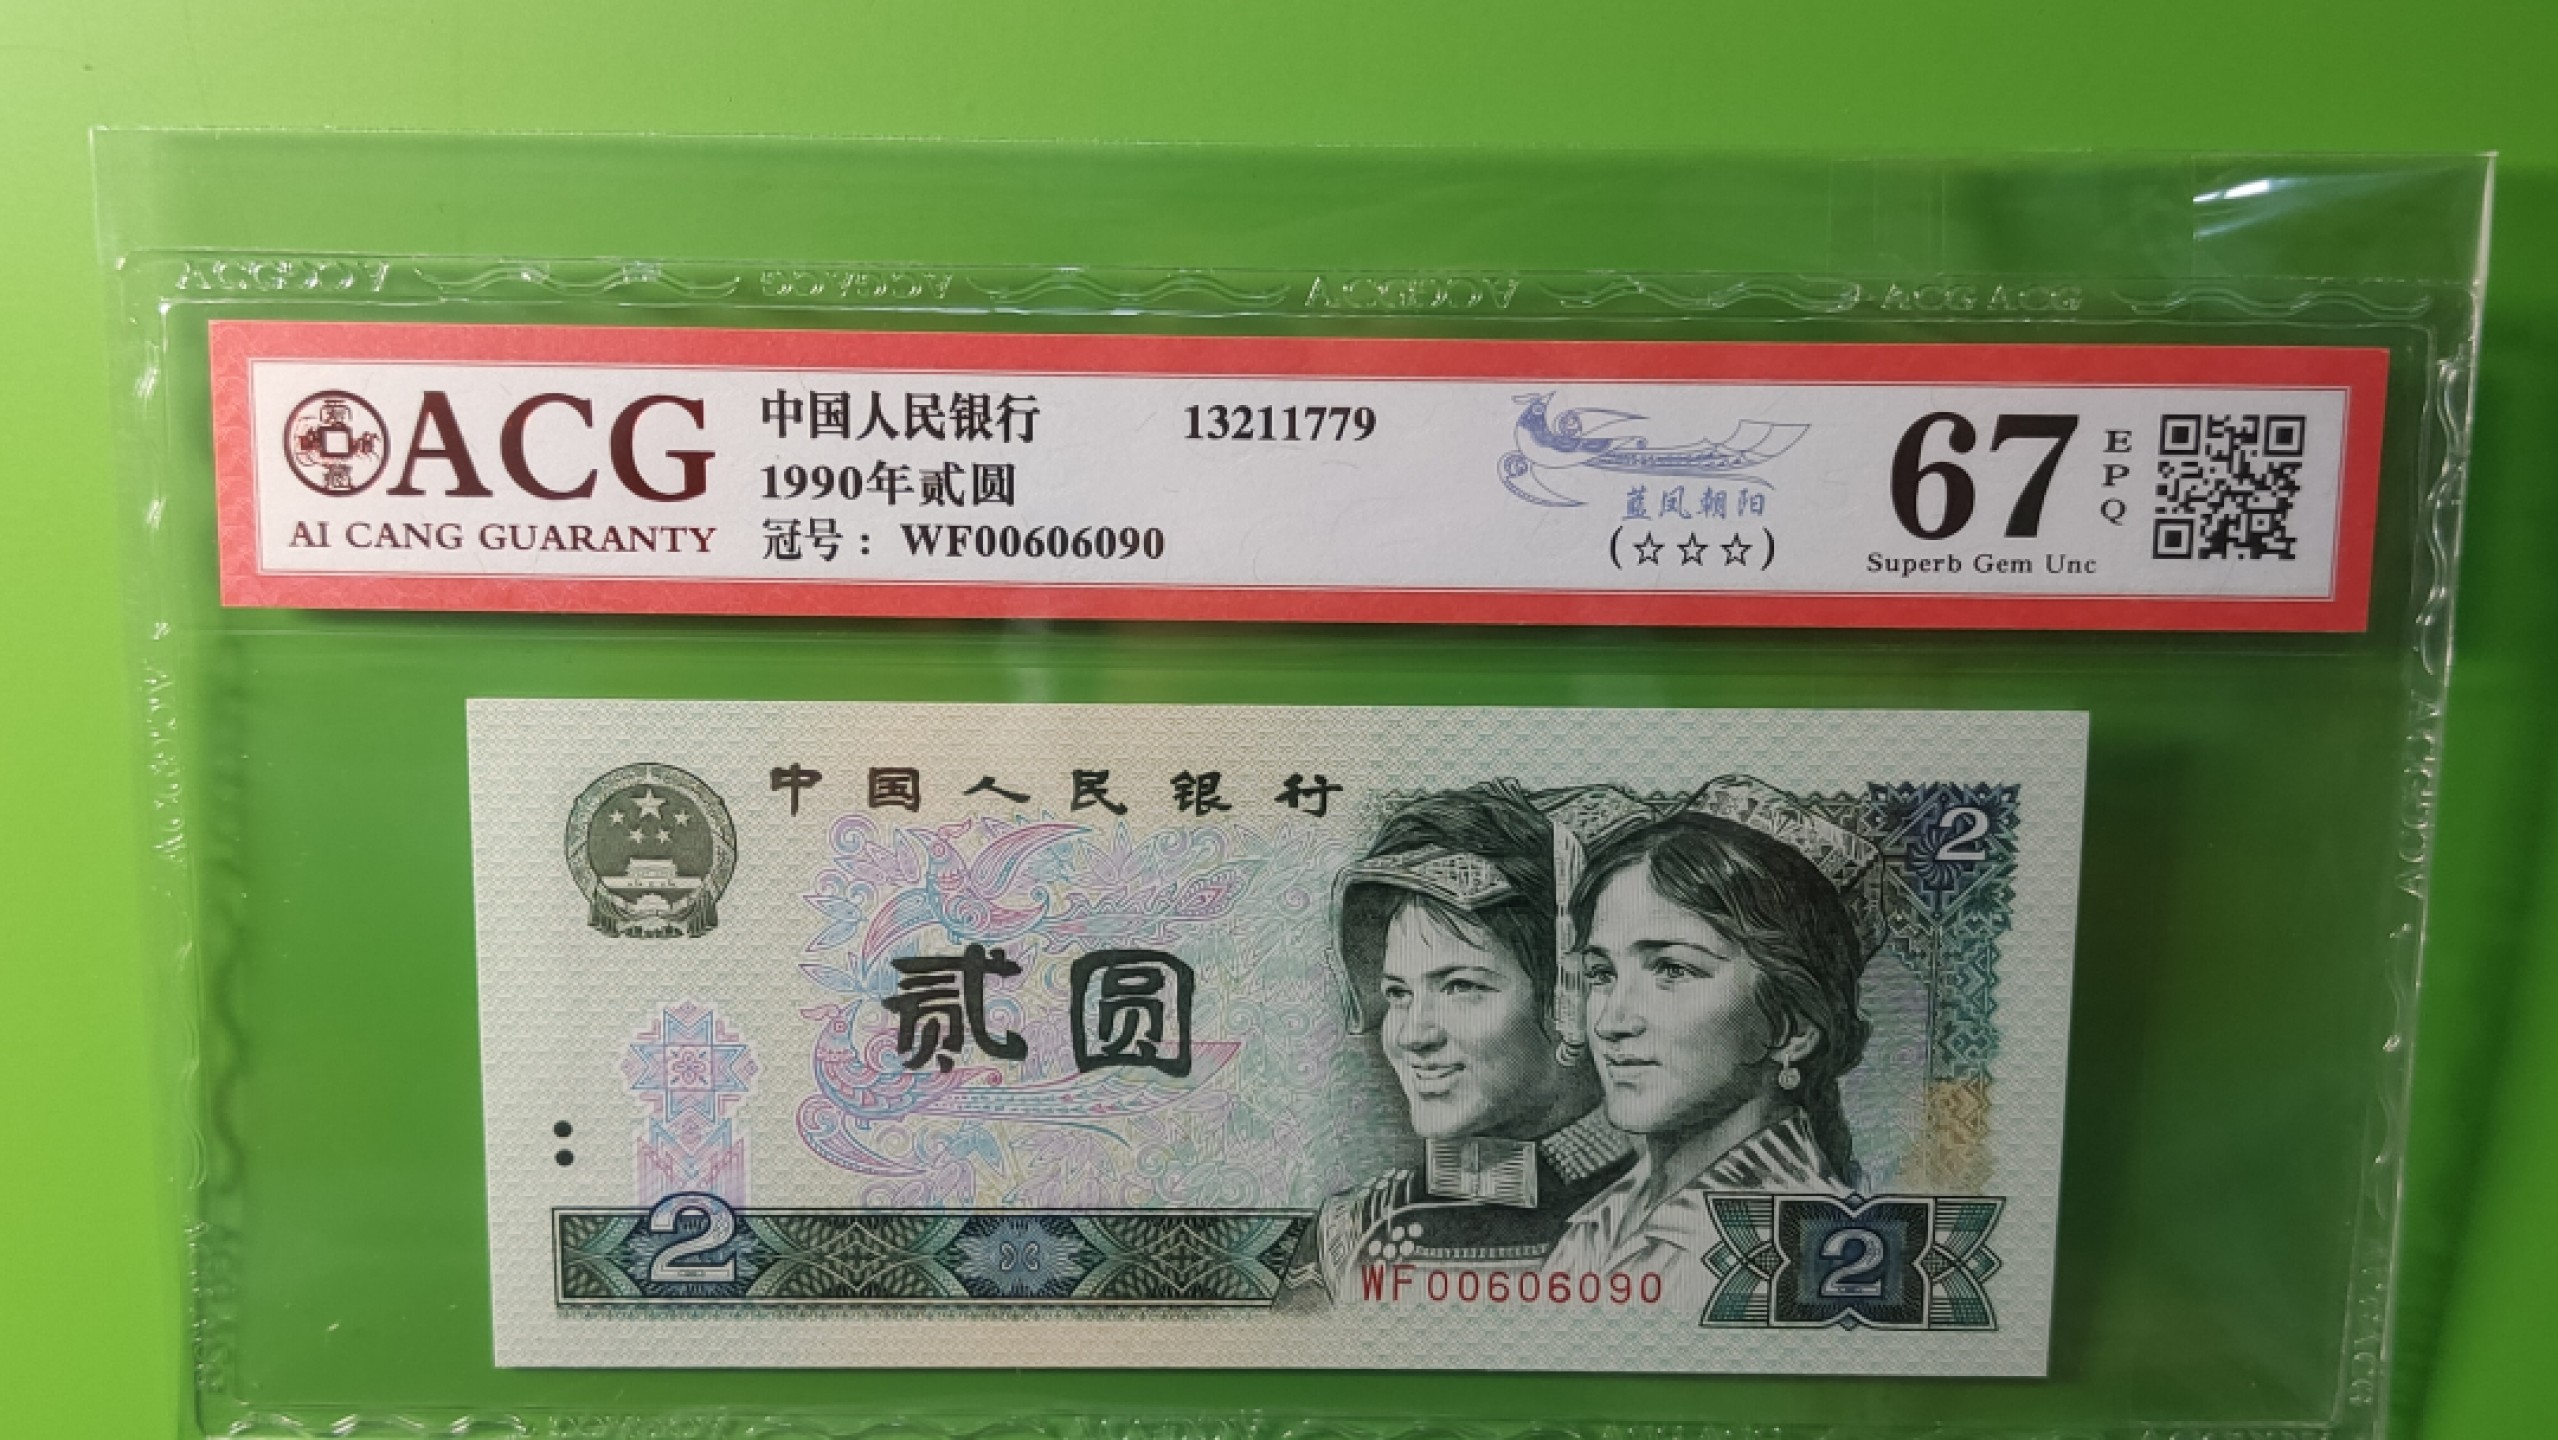 ACG
AI CANG GUARANTY
中国人民银行
1990年贰圆
冠号：WF00606090
13211779
蓝凤朝阳
(☆☆☆)
67
EPQ
Superb Gem Unc
中国人民银行
贰圆
2
2
2
WF00606090